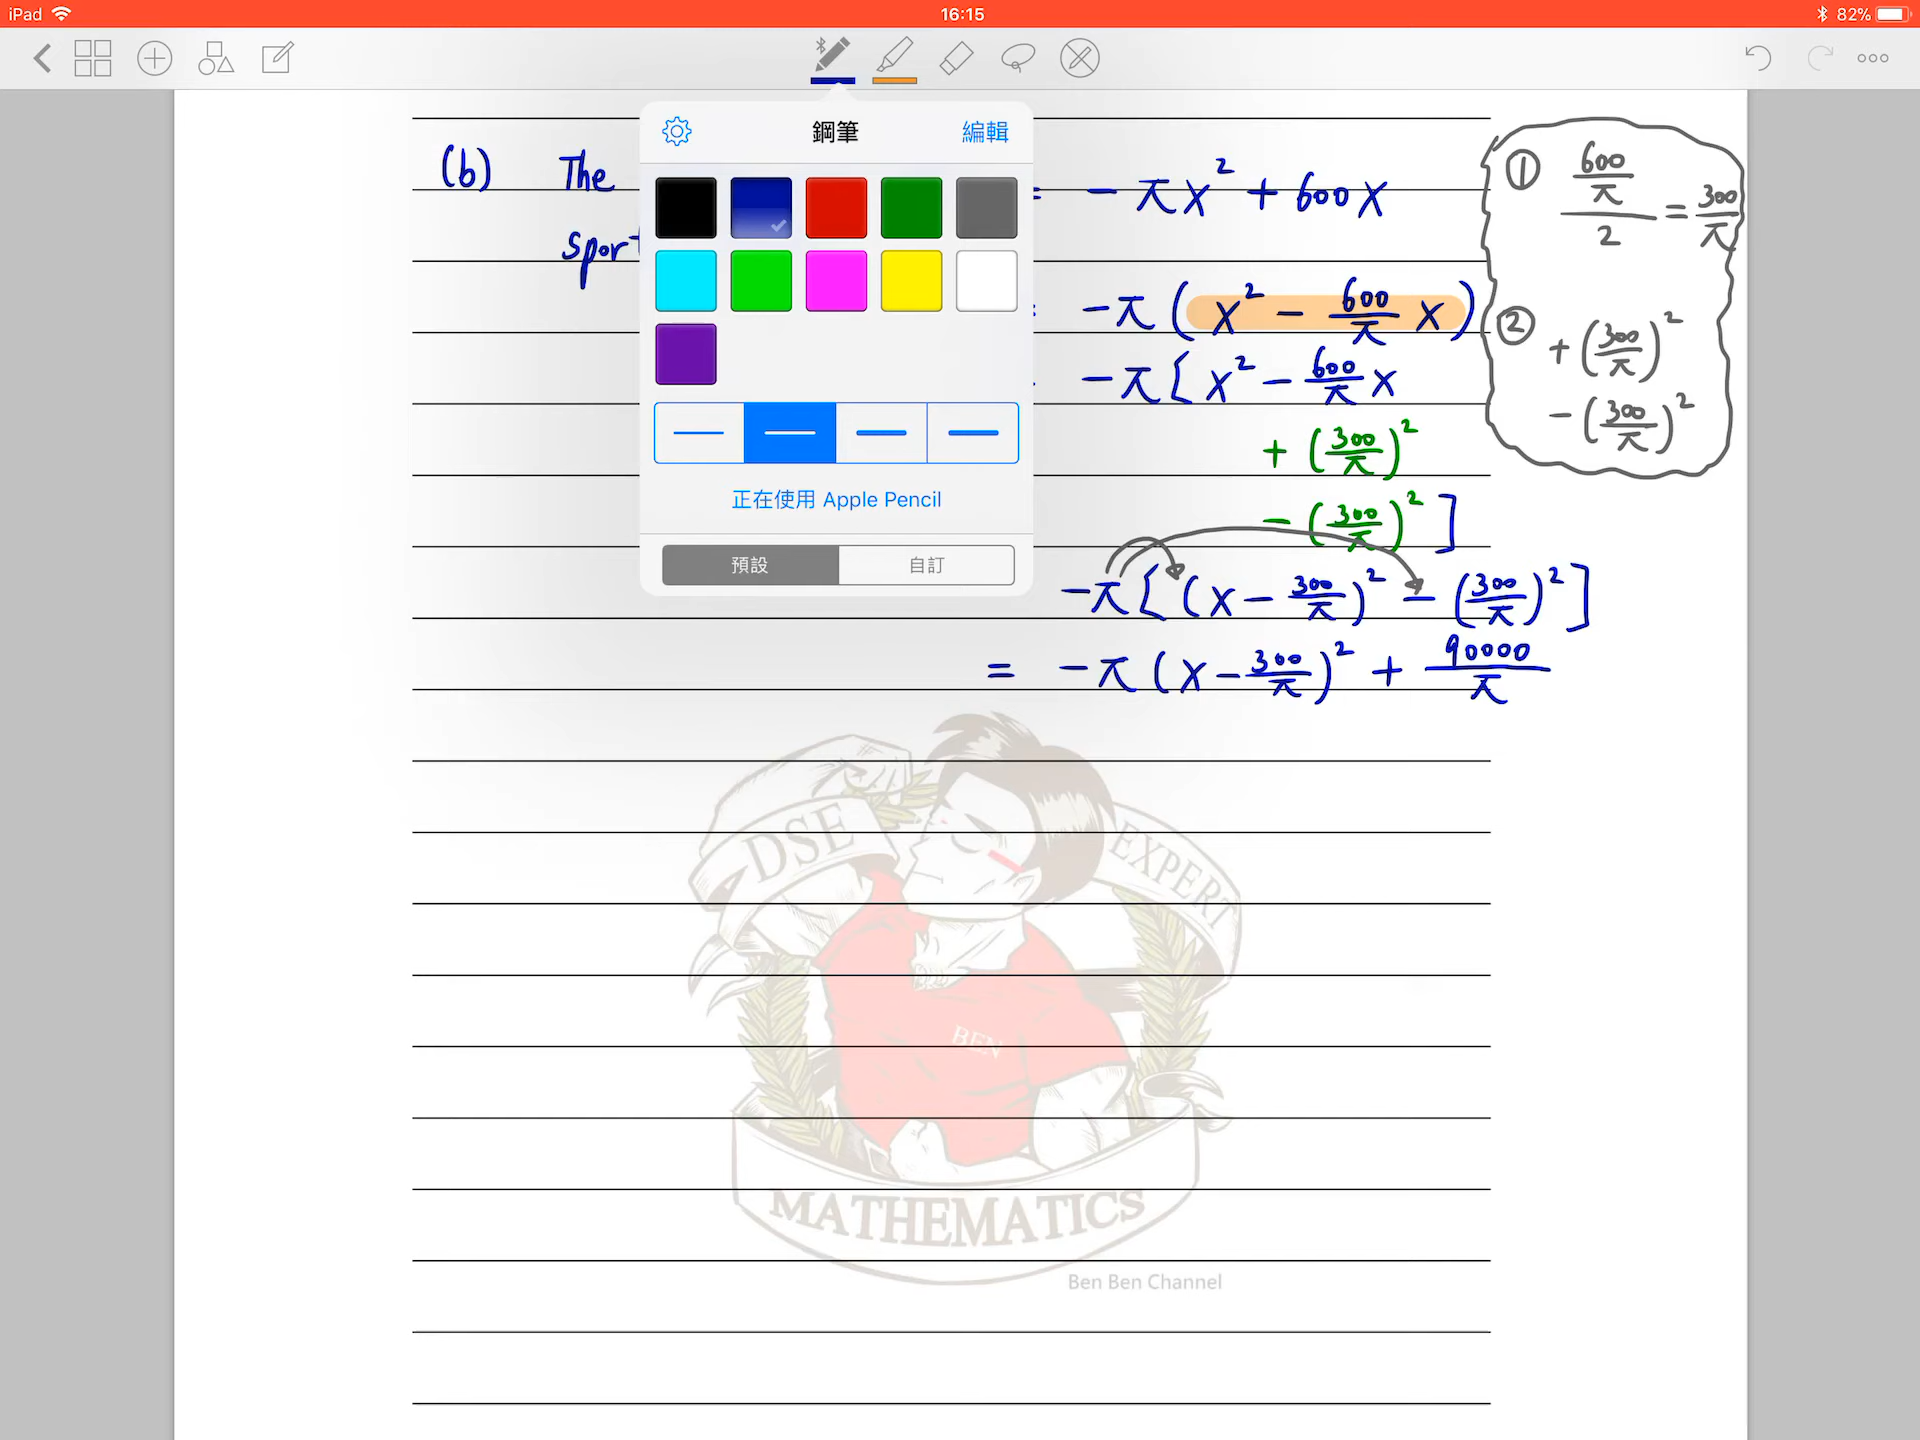 iPad 16:15 82%
鋼筆 編輯
正在使用 Apple Pencil
預設 自訂
(b) The = - πx² + 600x
spor
-π ( x² - 600/π x )
-π [ x² - 600/π x
+ (300/π)²
- (300/π)² ]
-π [ (x - 300/π)² - (300/π)² ]
= -π (x - 300/π)² + 90000/π
① (600/π)/2 = 300/π
② + (300/π)²
- (300/π)²
DSE EXPERT
BEN
MATHEMATICS
Ben Ben Channel